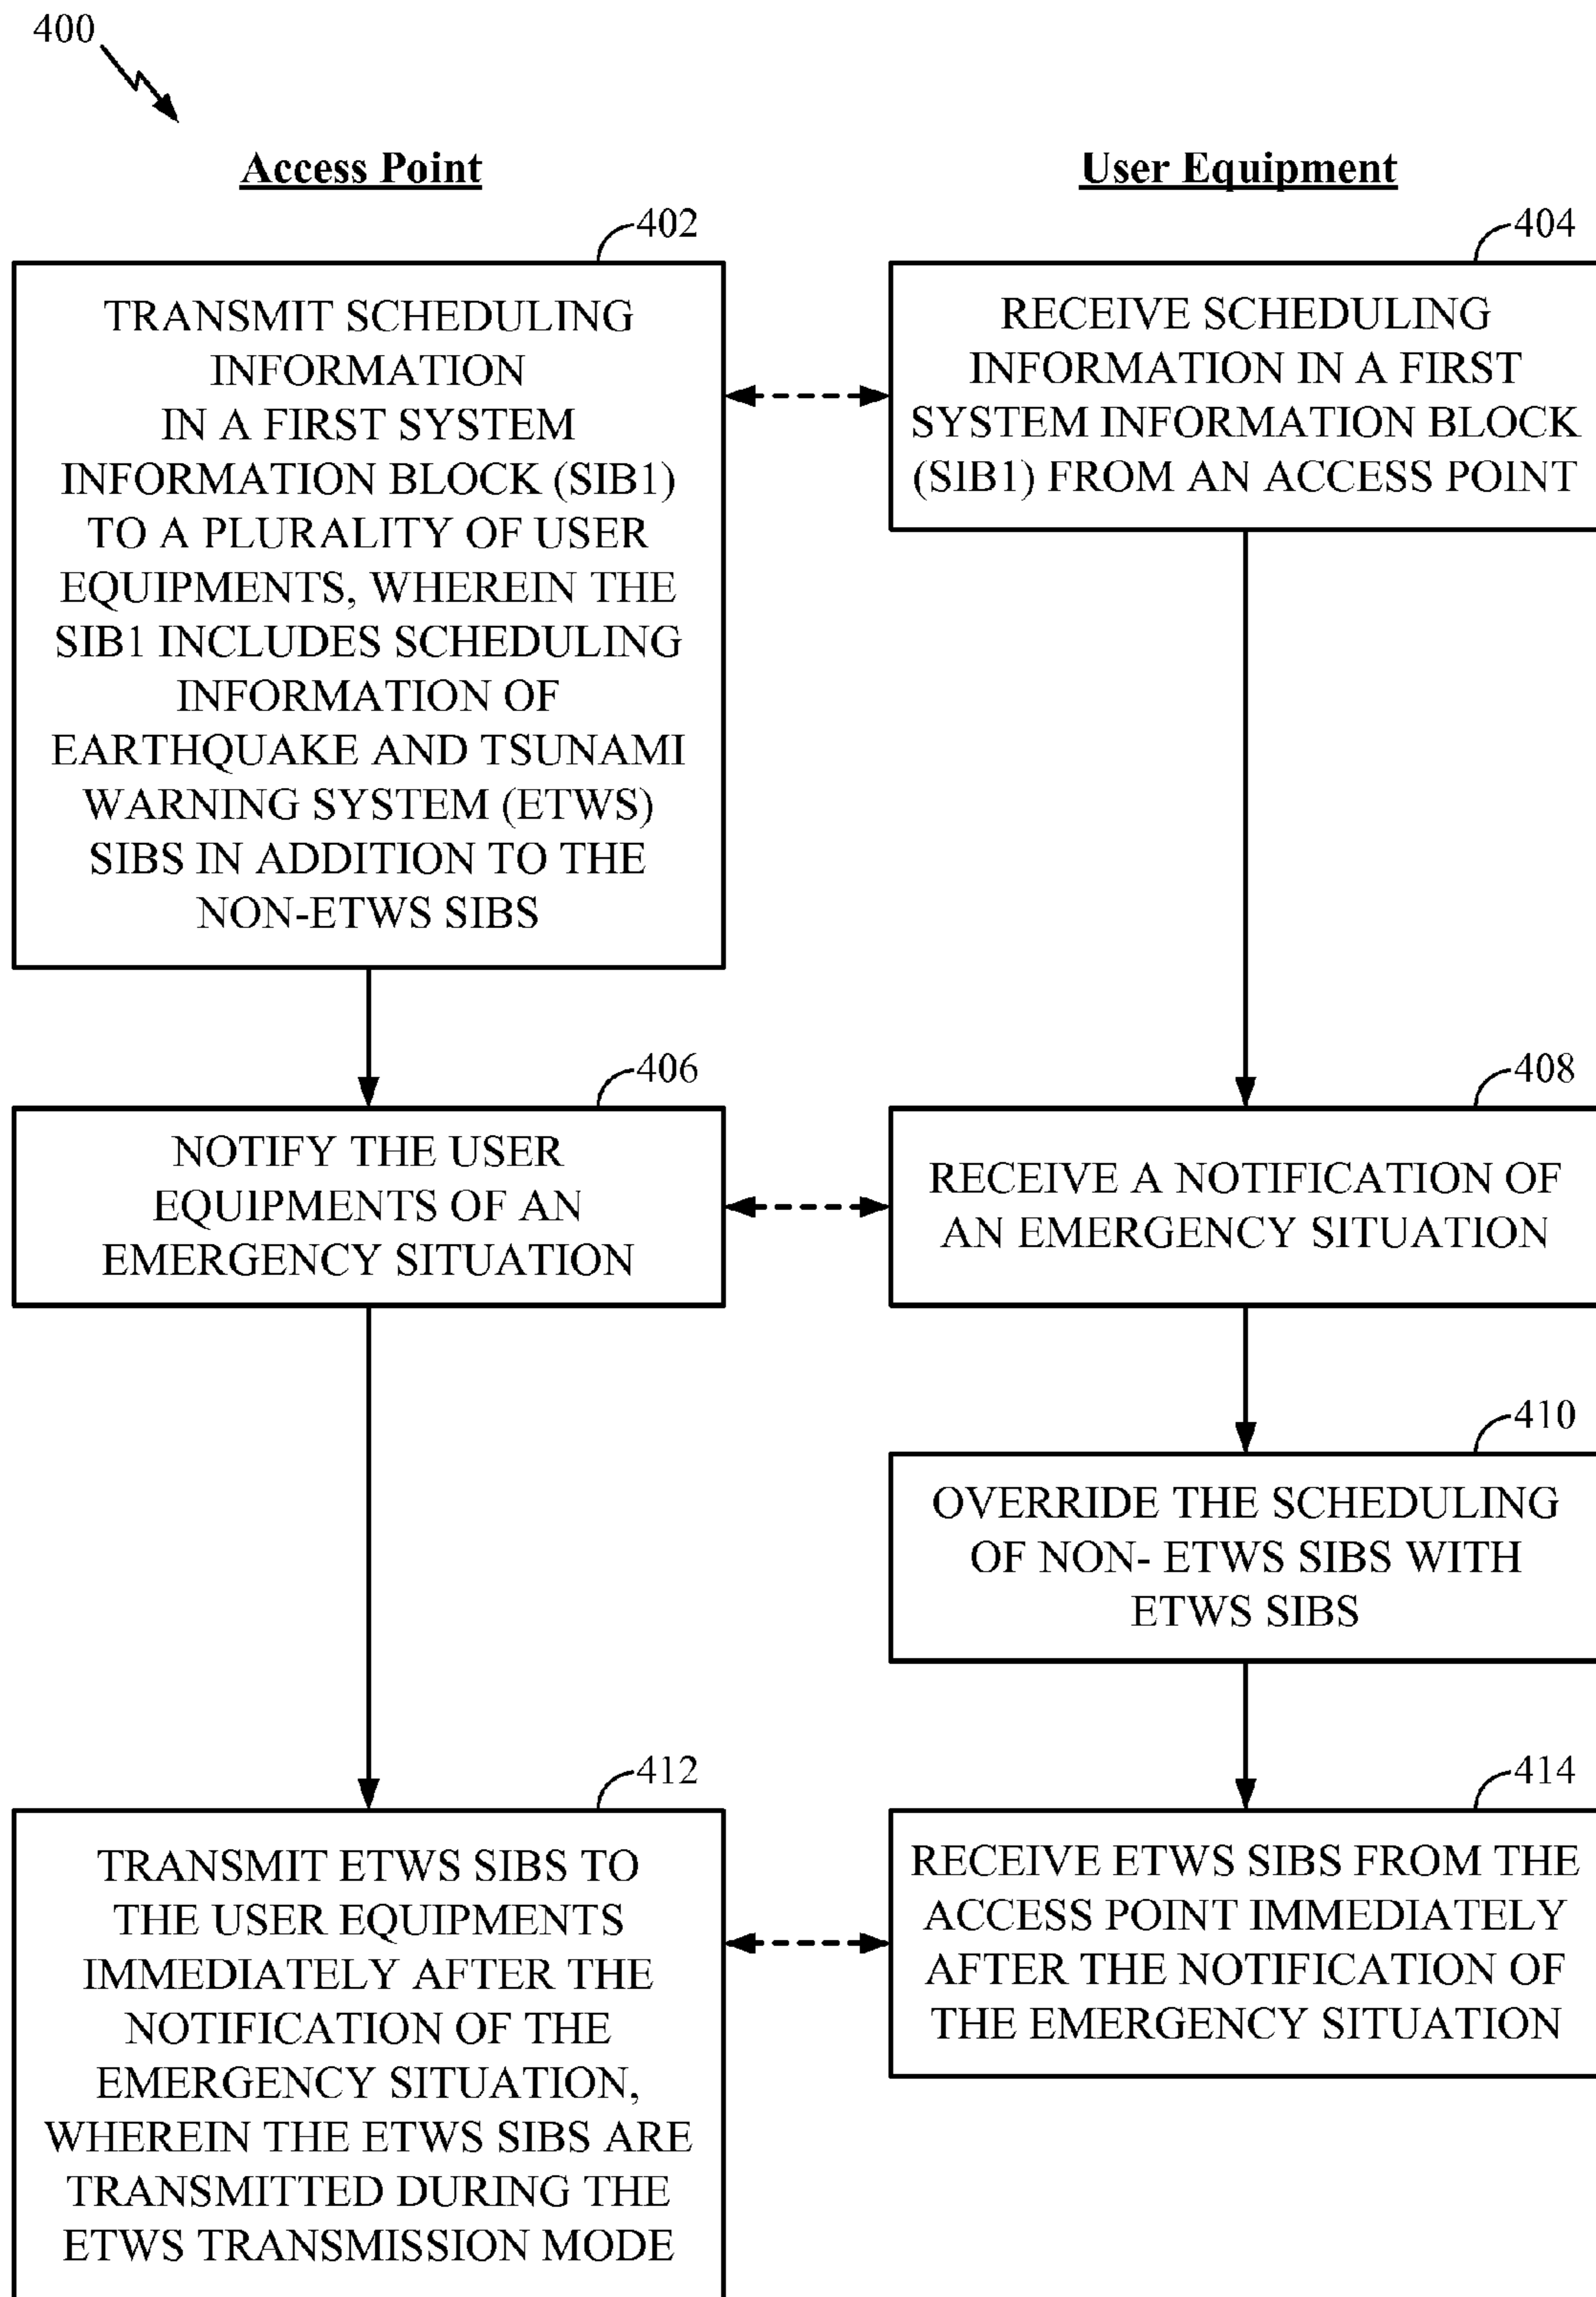 400
Access Point
User Equipment
402
TRANSMIT SCHEDULING
INFORMATION
IN A FIRST SYSTEM
INFORMATION BLOCK (SIB1)
TO A PLURALITY OF USER
EQUIPMENTS, WHEREIN THE
SIB1 INCLUDES SCHEDULING
INFORMATION OF
EARTHQUAKE AND TSUNAMI
WARNING SYSTEM (ETWS)
SIBS IN ADDITION TO THE
NON-ETWS SIBS
404
RECEIVE SCHEDULING
INFORMATION IN A FIRST
SYSTEM INFORMATION BLOCK
(SIB1) FROM AN ACCESS POINT
406
NOTIFY THE USER
EQUIPMENTS OF AN
EMERGENCY SITUATION
408
RECEIVE A NOTIFICATION OF
AN EMERGENCY SITUATION
410
OVERRIDE THE SCHEDULING
OF NON- ETWS SIBS WITH
ETWS SIBS
412
TRANSMIT ETWS SIBS TO
THE USER EQUIPMENTS
IMMEDIATELY AFTER THE
NOTIFICATION OF THE
EMERGENCY SITUATION,
WHEREIN THE ETWS SIBS ARE
TRANSMITTED DURING THE
ETWS TRANSMISSION MODE
414
RECEIVE ETWS SIBS FROM THE
ACCESS POINT IMMEDIATELY
AFTER THE NOTIFICATION OF
THE EMERGENCY SITUATION